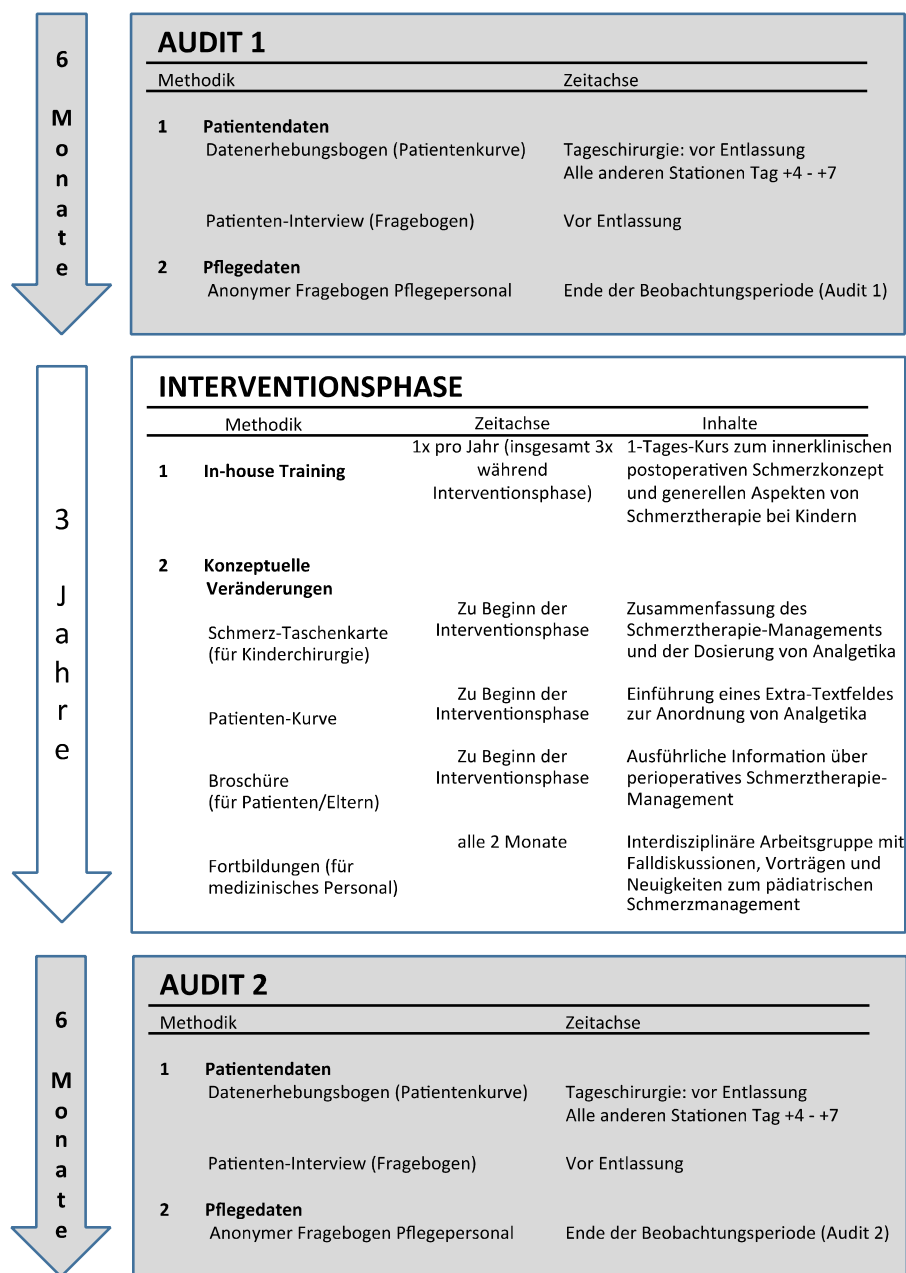 6
Monate
AUDIT 1
Methodik Zeitachse
1 Patientendaten
Datenerhebungsbogen (Patientenkurve) Tageschirurgie: vor Entlassung
Alle anderen Stationen Tag +4 - +7
Patienten-Interview (Fragebogen) Vor Entlassung
2 Pflegedaten
Anonymer Fragebogen Pflegepersonal Ende der Beobachtungsperiode (Audit 1)
3
Jahre
INTERVENTIONSPHASE
Methodik Zeitachse Inhalte
1 In-house Training
1x pro Jahr (insgesamt 3x
während
Interventionsphase)
1-Tages-Kurs zum innerklinischen
postoperativen Schmerzkonzept
und generellen Aspekten von
Schmerztherapie bei Kindern
2 Konzeptuelle
Veränderungen
Schmerz-Taschenkarte
(für Kinderchirurgie)
Zu Beginn der
Interventionsphase
Zusammenfassung des
Schmerztherapie-Managements
und der Dosierung von Analgetika
Patienten-Kurve
Zu Beginn der
Interventionsphase
Einführung eines Extra-Textfeldes
zur Anordnung von Analgetika
Broschüre
(für Patienten/Eltern)
Zu Beginn der
Interventionsphase
Ausführliche Information über
perioperatives Schmerztherapie-
Management
Fortbildungen (für
medizinisches Personal)
alle 2 Monate
Interdisziplinäre Arbeitsgruppe mit
Falldiskussionen, Vorträgen und
Neuigkeiten zum pädiatrischen
Schmerzmanagement
6
Monate
AUDIT 2
Methodik Zeitachse
1 Patientendaten
Datenerhebungsbogen (Patientenkurve) Tageschirurgie: vor Entlassung
Alle anderen Stationen Tag +4 - +7
Patienten-Interview (Fragebogen) Vor Entlassung
2 Pflegedaten
Anonymer Fragebogen Pflegepersonal Ende der Beobachtungsperiode (Audit 2)